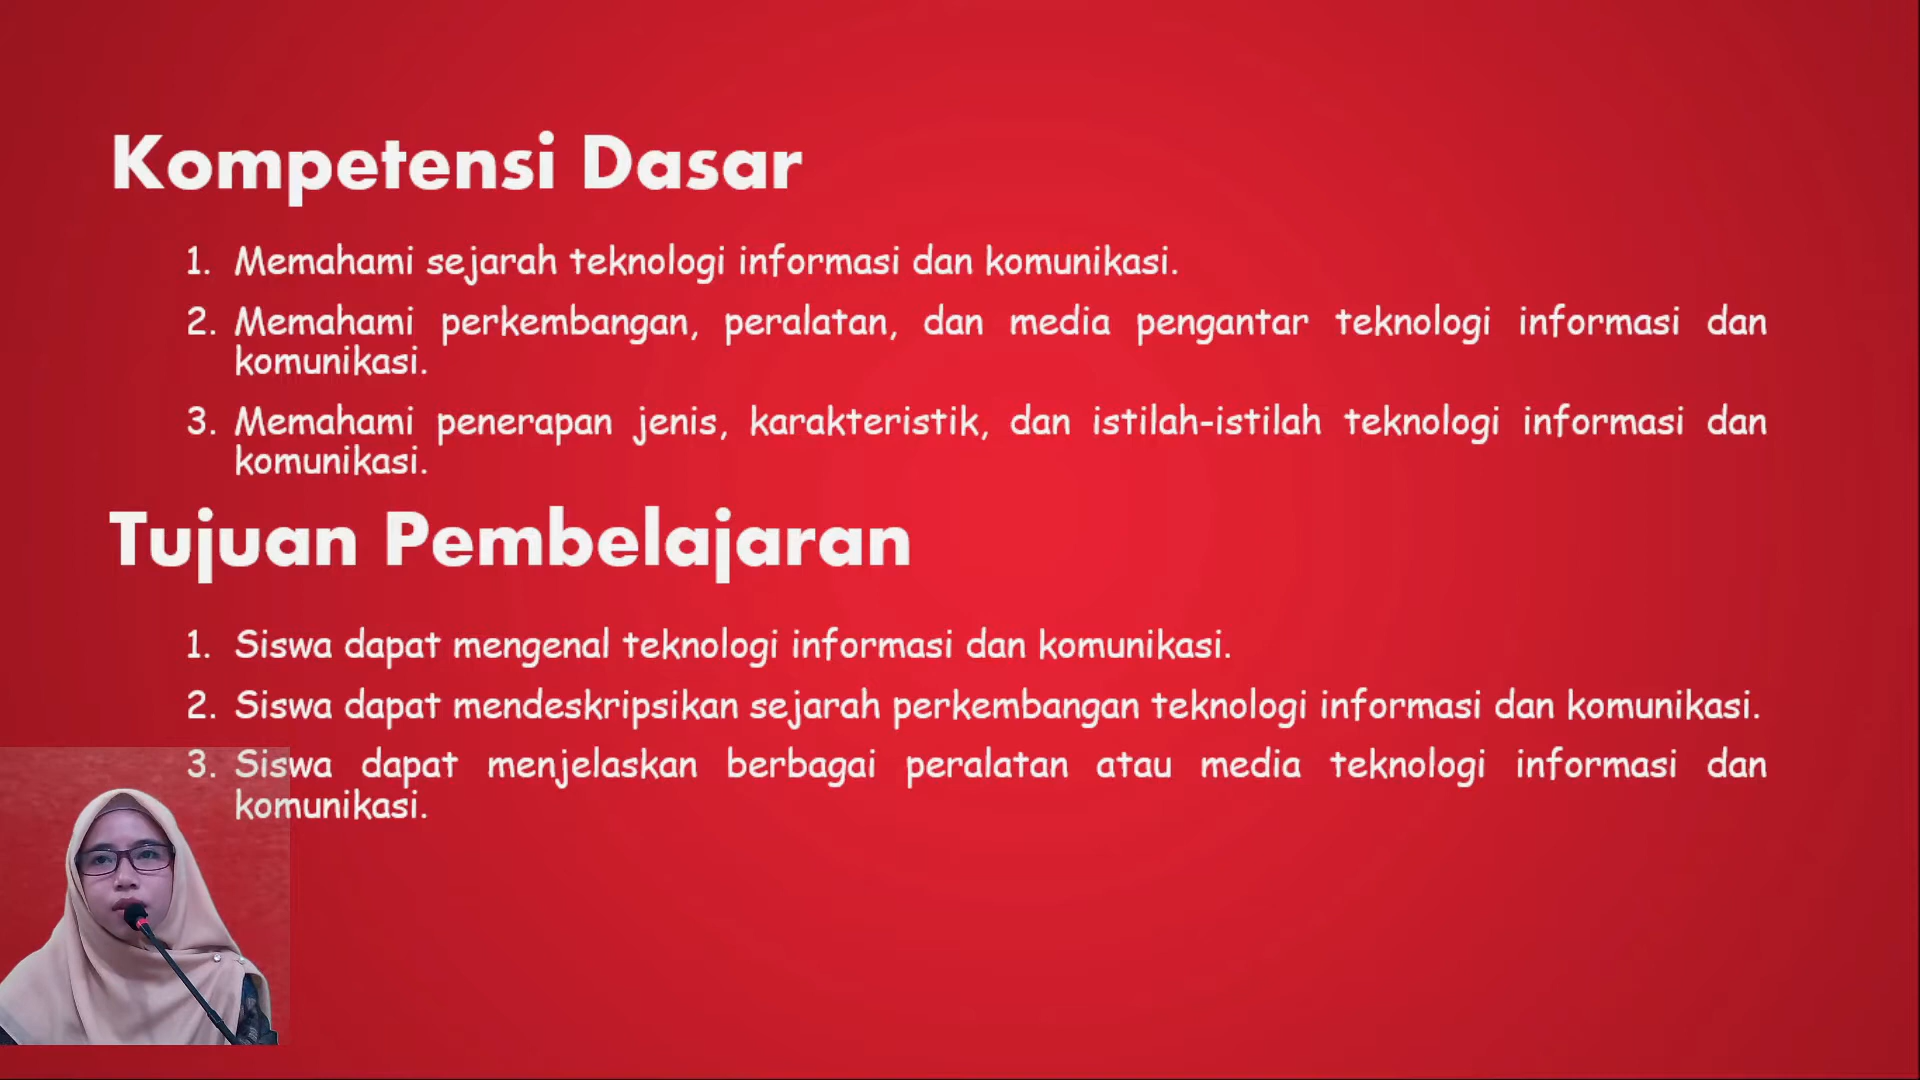 Kompetensi Dasar
1. Memahami sejarah teknologi informasi dan komunikasi.
2. Memahami perkembangan, peralatan, dan media pengantar teknologi informasi dan
komunikasi.
3. Memahami penerapan jenis, karakteristik, dan istilah-istilah teknologi informasi dan
komunikasi.
Tujuan Pembelajaran
1. Siswa dapat mengenal teknologi informasi dan komunikasi.
2. Siswa dapat mendeskripsikan sejarah perkembangan teknologi informasi dan komunikasi.
3. Siswa dapat menjelaskan berbagai peralatan atau media teknologi informasi dan
komunikasi.